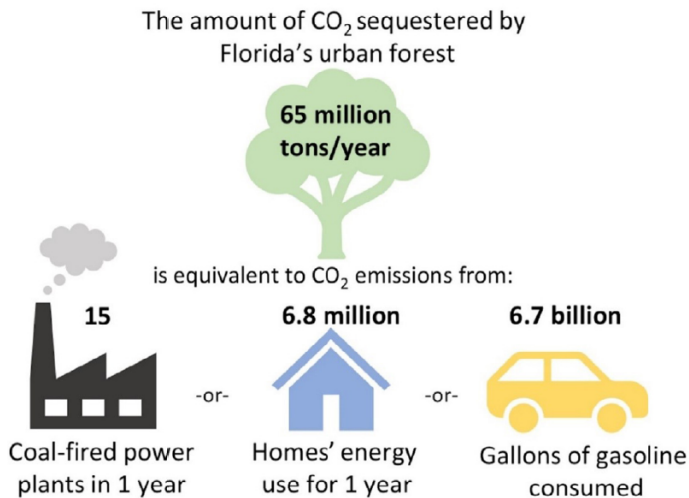 The amount of CO₂ sequestered by
Florida's urban forest
65 million
tons/year
is equivalent to CO₂ emissions from:
15
6.8 million
6.7 billion
-or-
-or-
Coal-fired power
plants in 1 year
Homes' energy
use for 1 year
Gallons of gasoline
consumed